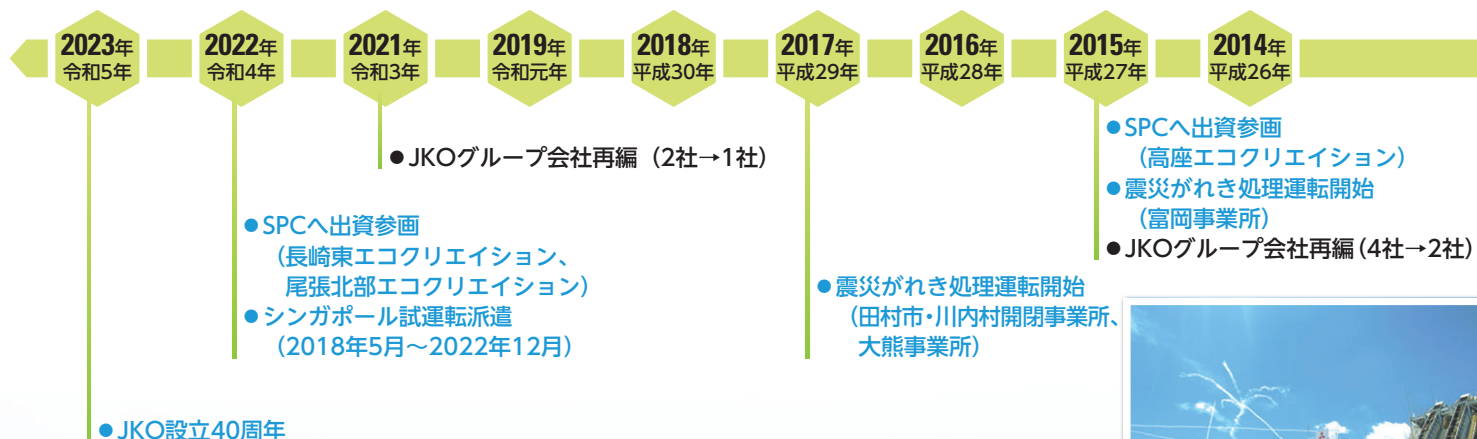 2023年
令和5年
2022年
令和4年
2021年
令和3年
2019年
令和元年
2018年
平成30年
2017年
平成29年
2016年
平成28年
2015年
平成27年
2014年
平成26年
●SPCへ出資参画
(高座エコクリエイション)
●震災がれき処理運転開始
(富岡事業所)
●JKOグループ会社再編(4社→2社)
●JKOグループ会社再編(2社→1社)
●SPCへ出資参画
(長崎東エコクリエイション、
尾張北部エコクリエイション)
●シンガポール試運転派遣
(2018年5月～2022年12月)
●震災がれき処理運転開始
(田村市・川内村開閉事業所、
大熊事業所)
●JKO設立40周年